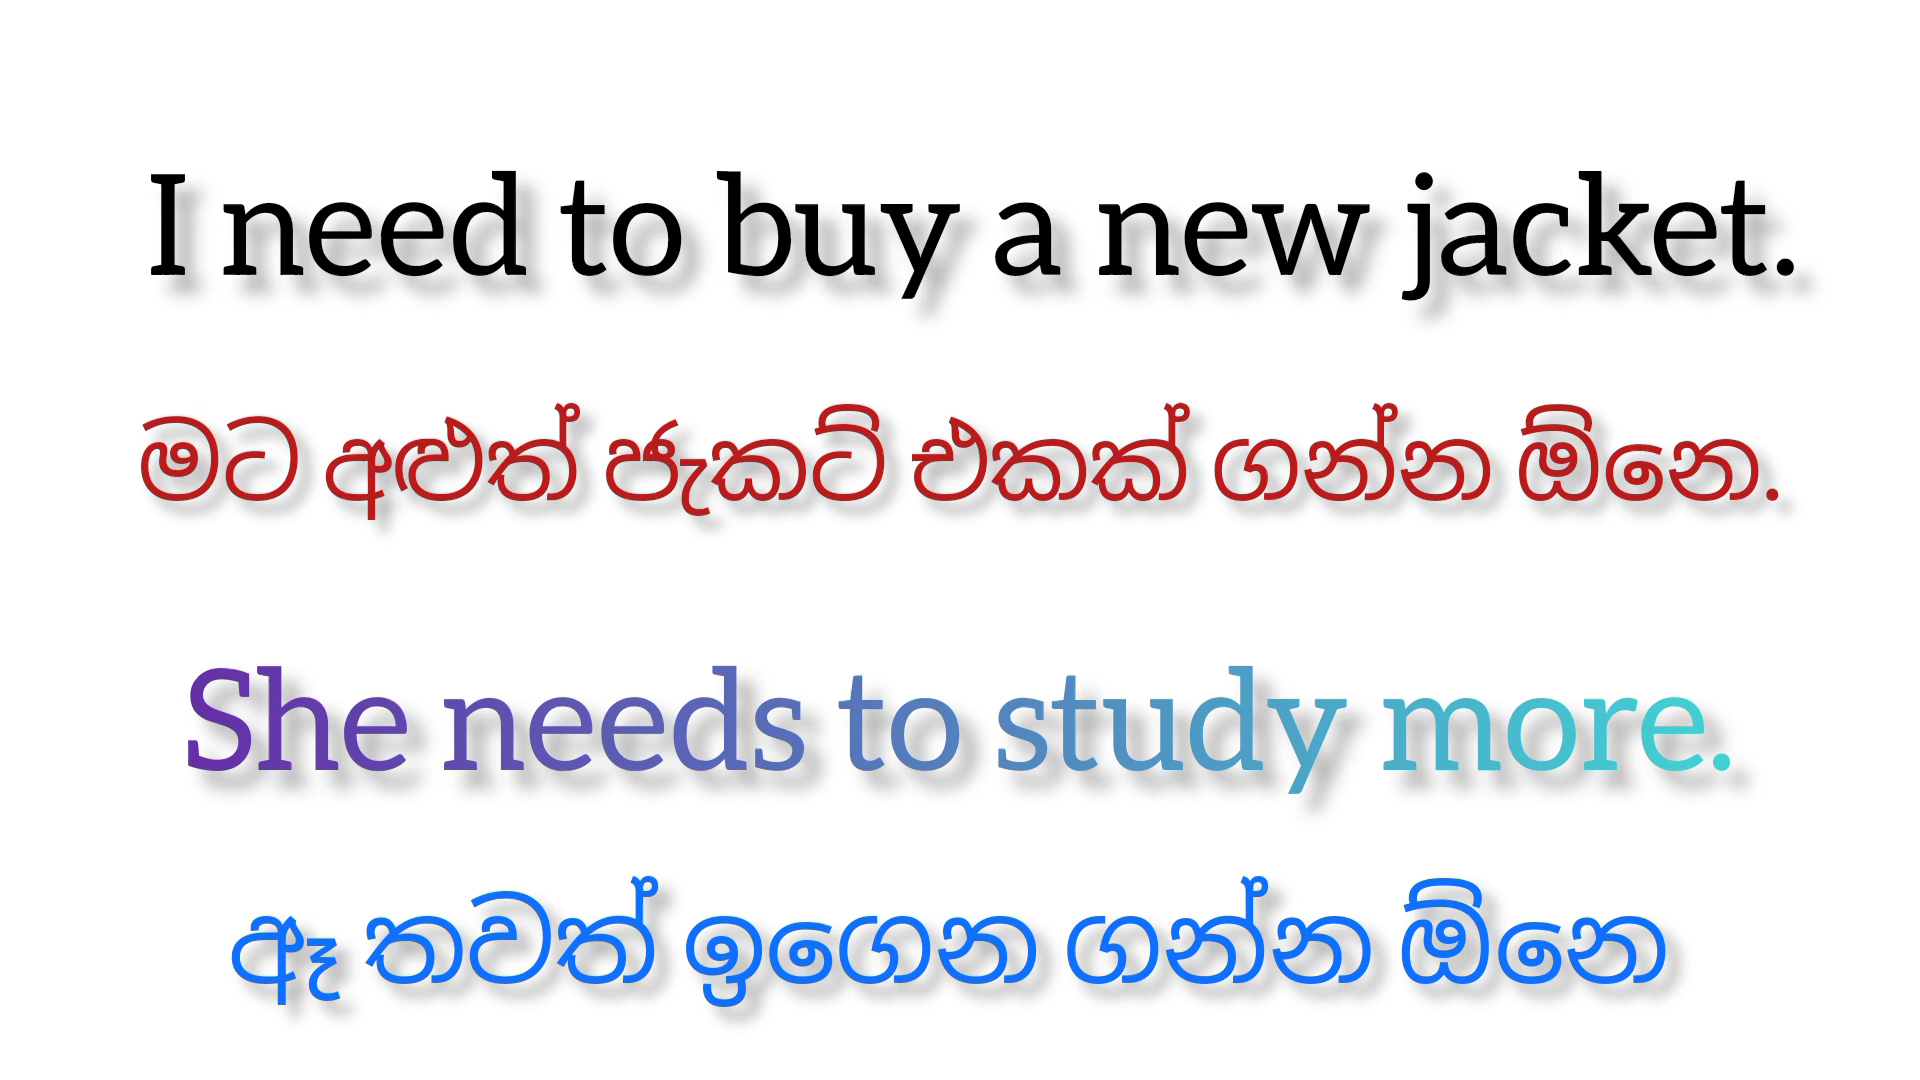 I need to buy a new jacket.
මට අළුත් ජැකට් එකක් ගන්න ඕනෙ.
She needs to study more.
ඈ තවත් ඉගෙන ගන්න ඕනෙ